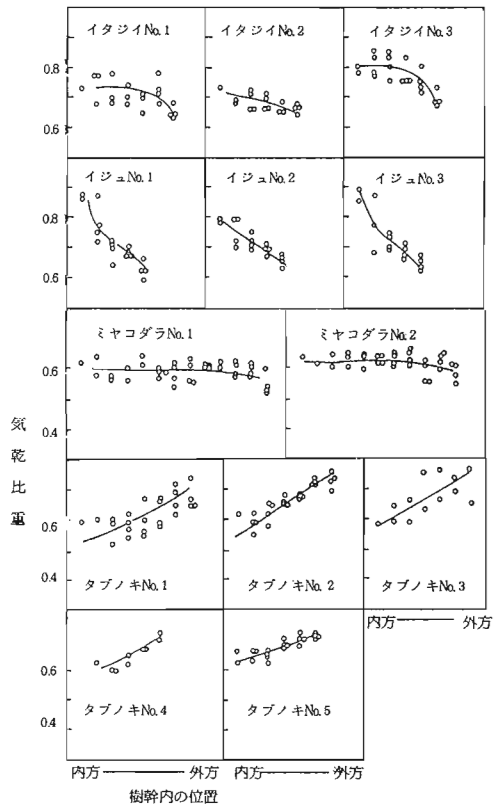 イタジイNo.1 イタジイNo.2 イタジイNo.3
0.8
0.6
イジュNo.1 イジュNo.2 イジュNo.3
0.8
0.6
ミヤコダラNo.1 ミヤコダラNo.2
0.6
0.4
気乾比重
0.6
0.4
タブノキNo.1 タブノキNo.2 タブノキNo.3
内方 外方
0.6
0.4
タブノキNo.4 タブノキNo.5
内方 外方 内方 外方
樹幹内の位置